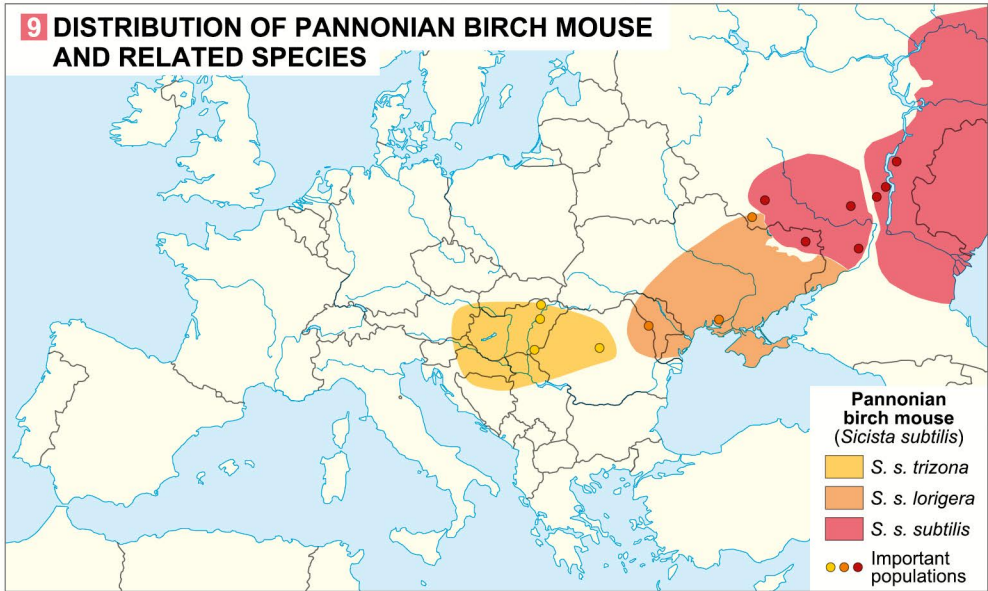 9 DISTRIBUTION OF PANNONIAN BIRCH MOUSE
AND RELATED SPECIES
Pannonian
birch mouse
(Sicista subtilis)
S. s. trizona
S. s. lorigera
S. s. subtilis
Important
populations